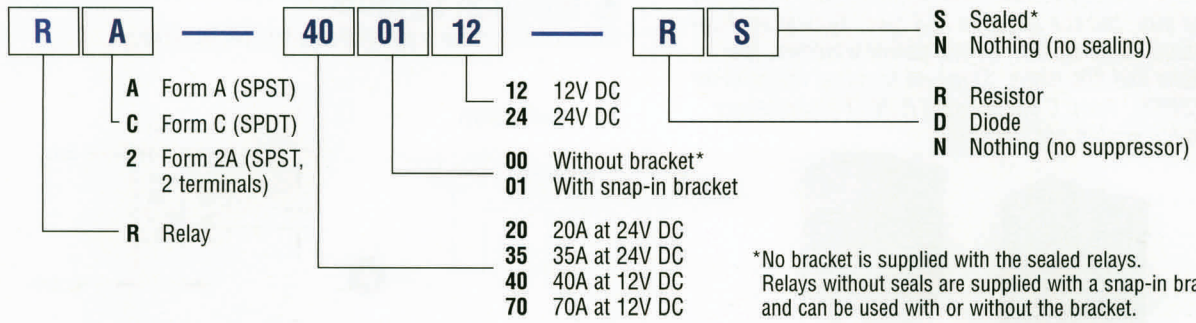 R A — 40 01 12 — R S
A Form A (SPST)
C Form C (SPDT)
2 Form 2A (SPST,
2 terminals)
R Relay
12 12V DC
24 24V DC
00 Without bracket*
01 With snap-in bracket
20 20A at 24V DC
35 35A at 24V DC
40 40A at 12V DC
70 70A at 12V DC
S Sealed*
N Nothing (no sealing)
R Resistor
D Diode
N Nothing (no suppressor)
*No bracket is supplied with the sealed relays.
Relays without seals are supplied with a snap-in bra
and can be used with or without the bracket.